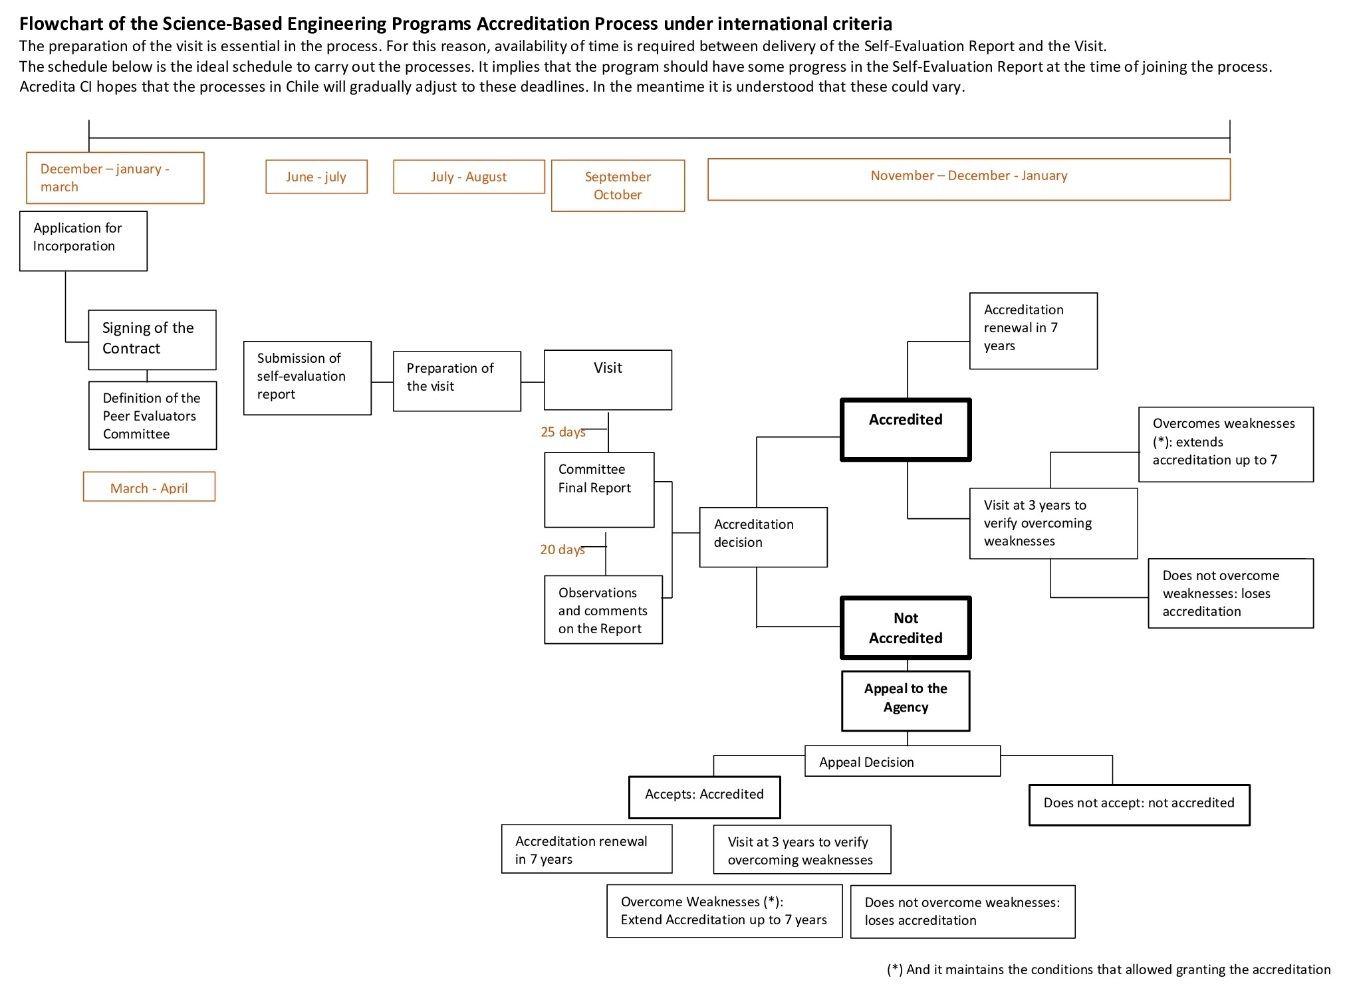 Flowchart of the Science-Based Engineering Programs Accreditation Process under international criteria
The preparation of the visit is essential in the process. For this reason, availability of time is required between delivery of the Self-Evaluation Report and the Visit.
The schedule below is the ideal schedule to carry out the processes. It implies that the program should have some progress in the Self-Evaluation Report at the time of joining the process.
Acredita CI hopes that the processes in Chile will gradually adjust to these deadlines. In the meantime it is understood that these could vary.
December – january -
march
June - july
July - August
September
October
November – December - January
Application for
Incorporation
Signing of the
Contract
Definition of the
Peer Evaluators
Committee
March - April
Submission of
self-evaluation
report
Preparation of
the visit
Visit
25 days
Committee
Final Report
20 days
Observations
and comments
on the Report
Accreditation
decision
Accredited
Accreditation
renewal in 7
years
Visit at 3 years to
verify overcoming
weaknesses
Overcomes weaknesses
(*): extends
accreditation up to 7
Does not overcome
weaknesses: loses
accreditation
Not
Accredited
Appeal to the
Agency
Appeal Decision
Accepts: Accredited
Does not accept: not accredited
Accreditation renewal
in 7 years
Visit at 3 years to verify
overcoming weaknesses
Overcome Weaknesses (*):
Extend Accreditation up to 7 years
Does not overcome weaknesses:
loses accreditation
(*) And it maintains the conditions that allowed granting the accreditation